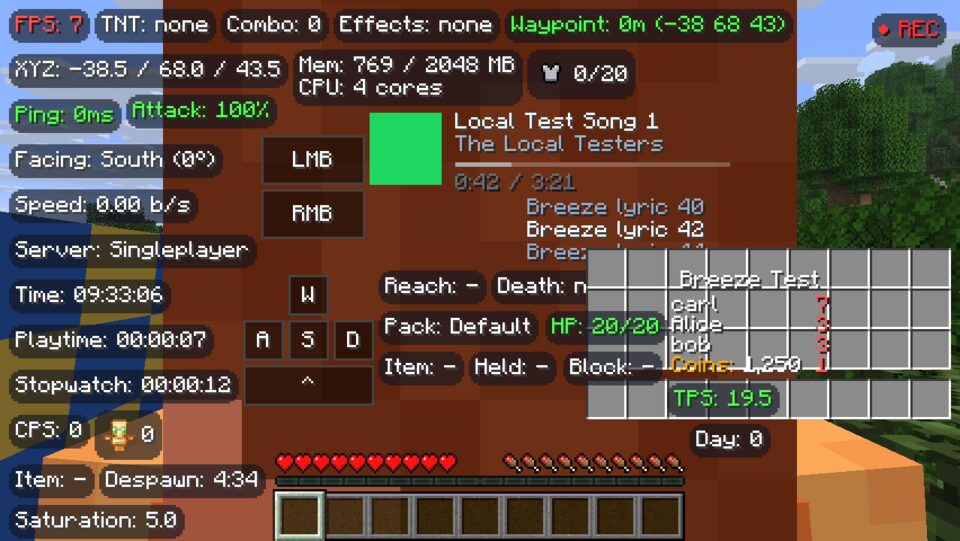 FPS: 7 TNT: none Combo: 0 Effects: none Waypoint: 0m (-38 68 43) REC
XYZ: -38.5 / 68.0 / 43.5
Mem: 769 / 2048 MB
CPU: 4 cores
0/20
Ping: 0ms Attack: 100%
Local Test Song 1
The Local Testers
0:42 / 3:21
Breeze lyric 40
Breeze lyric 42
Breeze lyric
Facing: South (0°)
LMB
Speed: 0.00 b/s
RMB
Server: Singleplayer
Time: 09:33:06
W
Reach: - Death:
Playtime: 00:00:07
A S D
Pack: Default HP: 20/20
Stopwatch: 00:00:12
^
Item: - Held: - Block: -
Breeze Test
carl 7
Alice 3
bob 3
Coins: 1,250 1
TPS: 19.5
CPS: 0 0
Day: 0
Item: - Despawn: 4:34
Saturation: 5.0